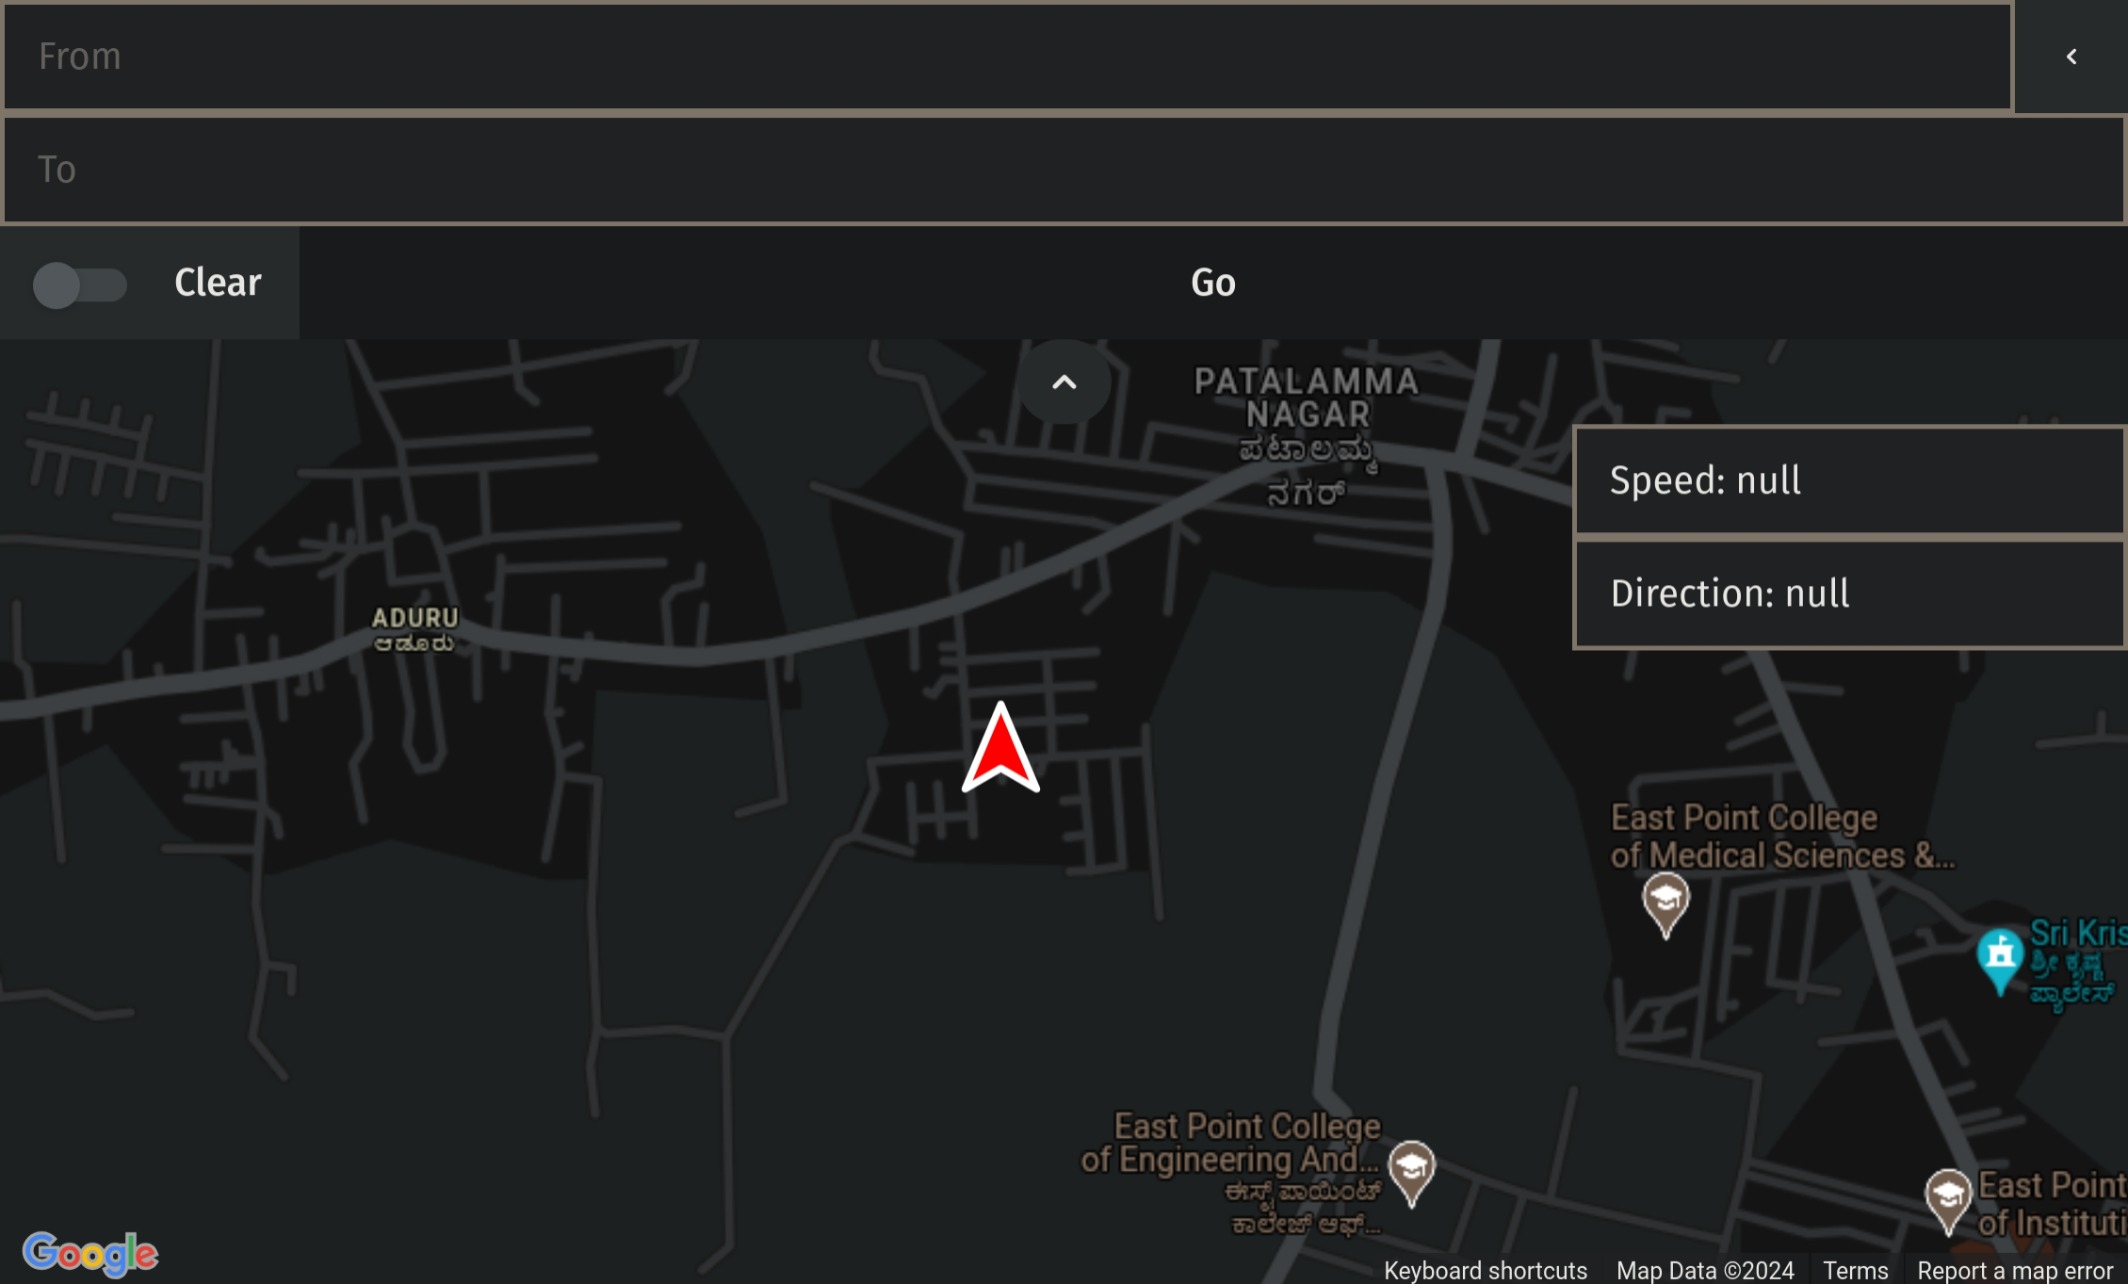 From
To
Clear
Go
PATALAMMA
NAGAR
ಪಟಾಲಮ್ಮ
ನಗರ್
Speed: null
Direction: null
ADURU
ಆಡೂರು
East Point College
of Medical Sciences &...
Sri Kris
ಶ್ರೀ ಕೃಷ್ಣ
ಪ್ಯಾಲೇಸ್
East Point College
of Engineering And...
ಈಸ್ಟ್ ಪಾಯಿಂಟ್
ಕಾಲೇಜ್ ಆಫ್...
East Point
of Instituti
Google
Keyboard shortcuts Map Data ©2024 Terms Report a map error